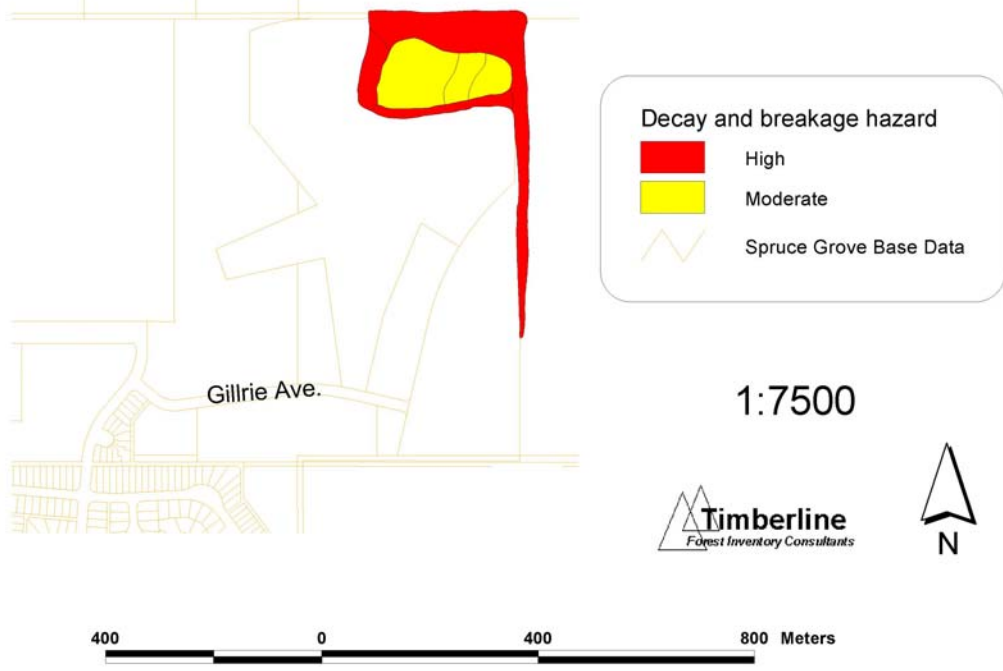 Decay and breakage hazard
High
Moderate
Spruce Grove Base Data
Gillrie Ave.
1:7500
Timberline
Forest Inventory Consultants
N
400 0 400 800 Meters